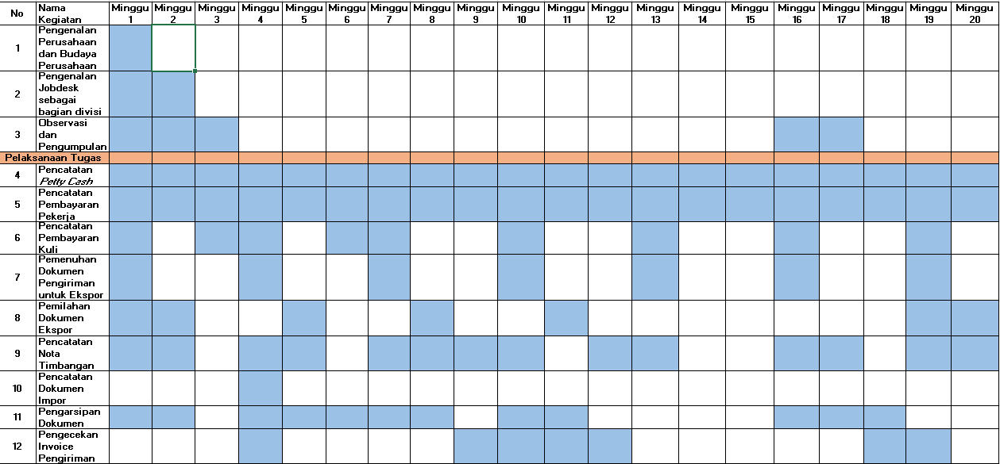 No Nama Kegiatan Minggu 1 Minggu 2 Minggu 3 Minggu 4 Minggu 5 Minggu 6 Minggu 7 Minggu 8 Minggu 9 Minggu 10 Minggu 11 Minggu 12 Minggu 13 Minggu 14 Minggu 15 Minggu 16 Minggu 17 Minggu 18 Minggu 19 Minggu 20
1 Pengenalan
Perusahaan
dan Budaya
Perusahaan
2 Pengenalan
Jobdesk
sebagai
bagian divisi
3 Observasi
dan
Pengumpulan
Pelaksanaan Tugas
4 Pencatatan
Petty Cash
5 Pencatatan
Pembayaran
Pekerja
6 Pencatatan
Pembayaran
Kuli
7 Pemenuhan
Dokumen
Pengiriman
untuk Ekspor
8 Pemilahan
Dokumen
Ekspor
9 Pencatatan
Nota
Timbangan
10 Pencatatan
Dokumen
Impor
11 Pengarsipan
Dokumen
12 Pengecekan
Invoice
Pengiriman